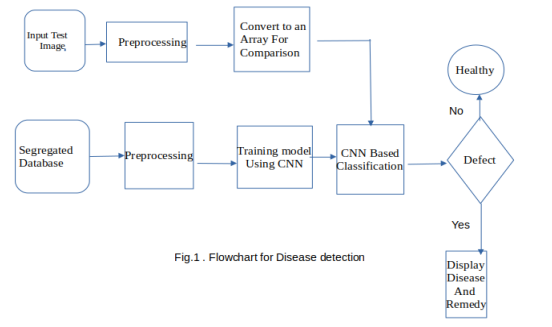 Input Test
Image,
Preprocessing
Convert to an
Array For
Comparison
Segregated
Database
Preprocessing
Training model
Using CNN
CNN Based
Classification
Defect
No
Healthy
Yes
Display
Disease
And
Remedy
Fig.1 . Flowchart for Disease detection